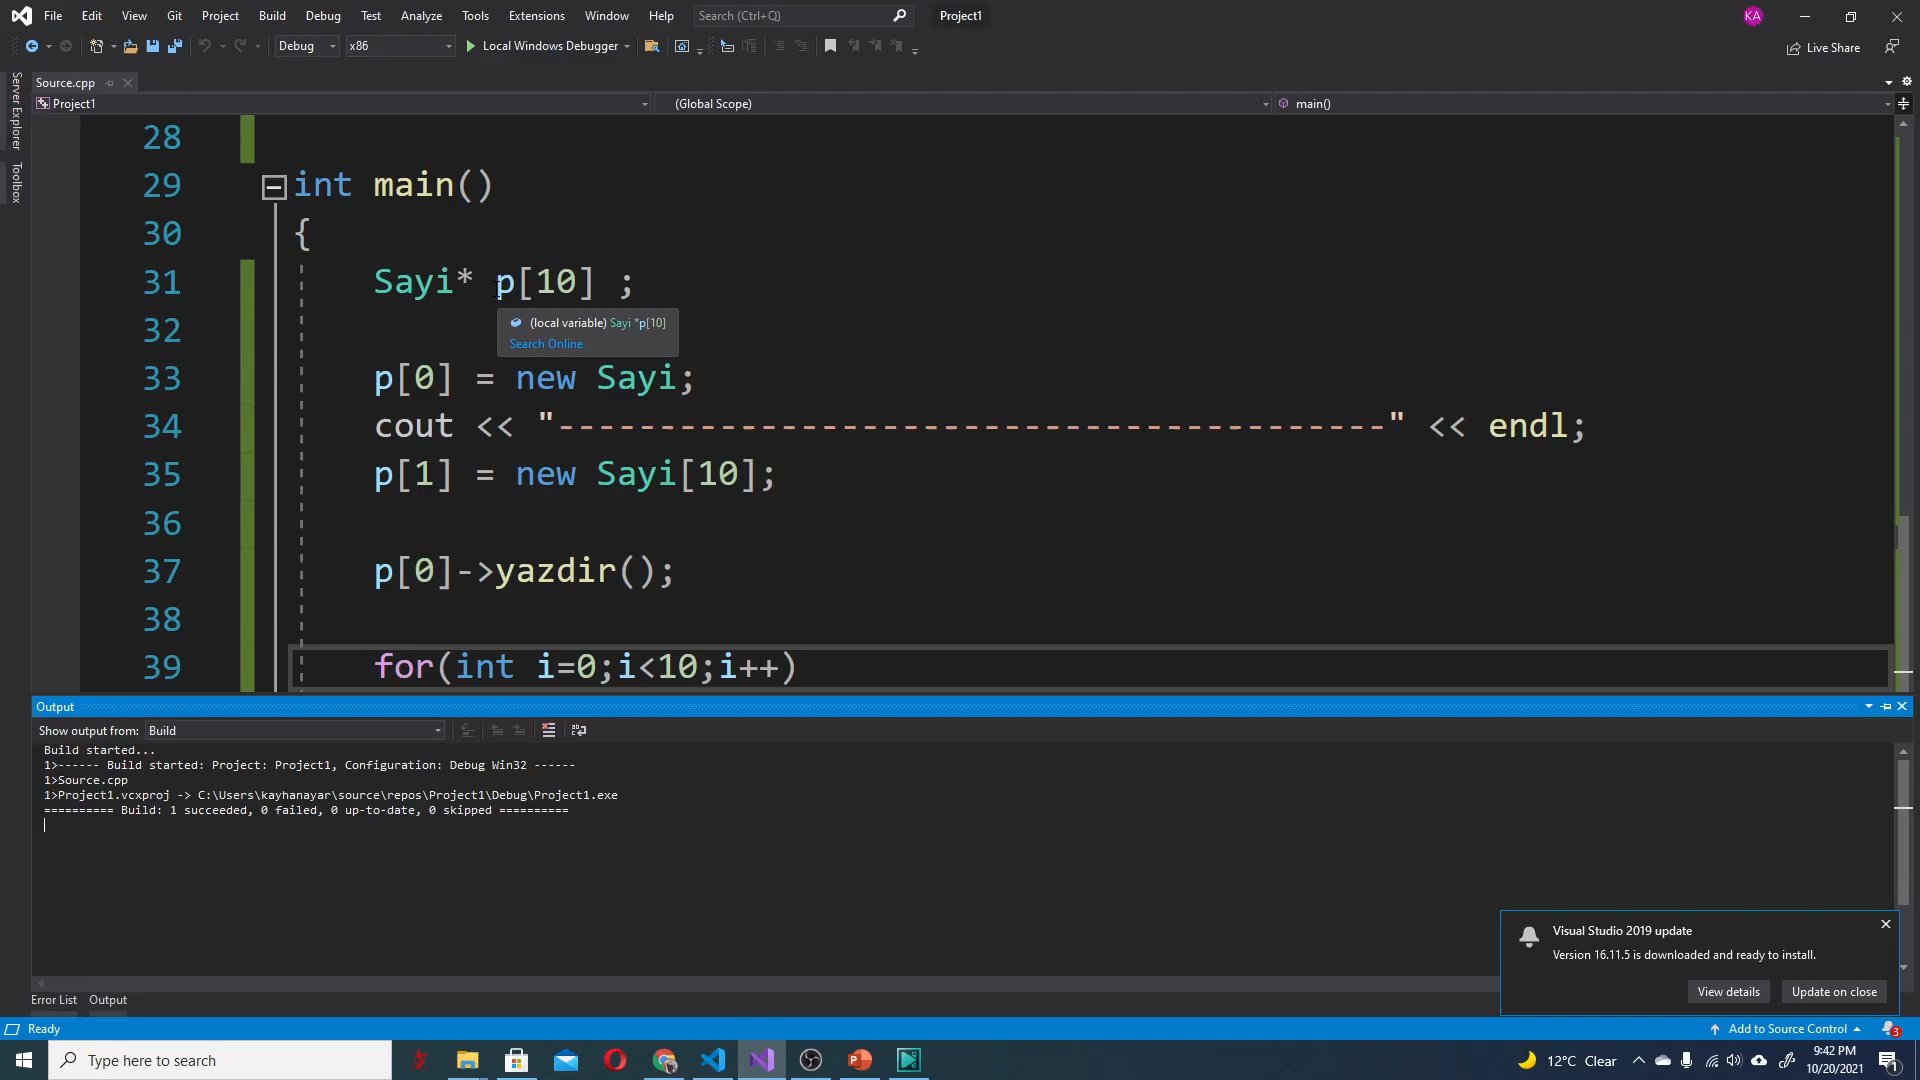 File Edit View Git Project Build Debug Test Analyze Tools Extensions Window Help Search (Ctrl+Q) Project1 KA
Debug x86 Local Windows Debugger Live Share
Server Explorer
Toolbox
Source.cpp
Project1 (Global Scope) main()
28
29 int main()
30 {
31 Sayi* p[10] ;
(local variable) Sayi *p[10]
Search Online
32
33 p[0] = new Sayi;
34 cout << "-----------------------------------------" << endl;
35 p[1] = new Sayi[10];
36
37 p[0]->yazdir();
38
39 for(int i=0;i<10;i++)
Output
Show output from: Build
Build started...
1>------ Build started: Project: Project1, Configuration: Debug Win32 ------
1>Source.cpp
1>Project1.vcxproj -> C:\Users\kayhanayar\source\repos\Project1\Debug\Project1.exe
========== Build: 1 succeeded, 0 failed, 0 up-to-date, 0 skipped ==========
Visual Studio 2019 update
Version 16.11.5 is downloaded and ready to install.
View details Update on close
Error List Output
Ready Add to Source Control 3
Type here to search 12°C Clear 9:42 PM
10/20/2021 1